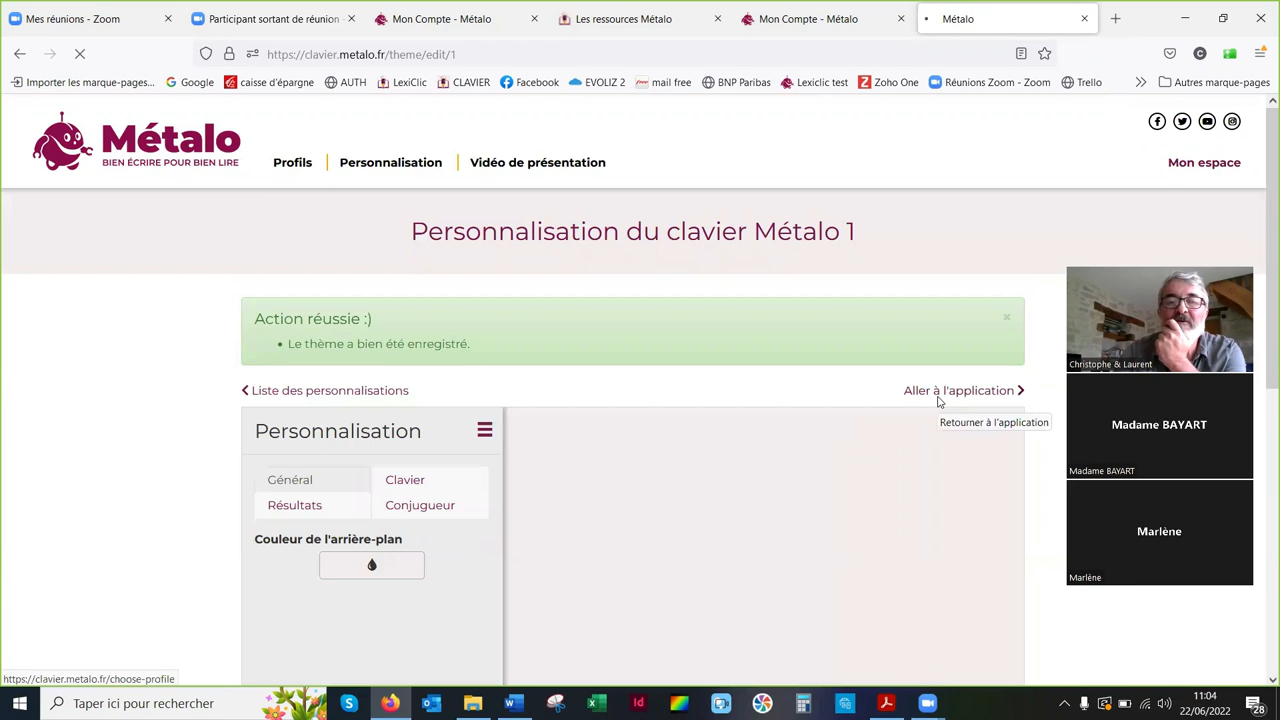 Mes réunions - Zoom
Participant sortant de réunion -
Mon Compte - Métalo
Les ressources Métalo
Mon Compte - Métalo
Métalo
https://clavier.metalo.fr/theme/edit/1
Importer les marque-pages...
Google
caisse d'épargne
AUTH
LexiClic
CLAVIER
Facebook
EVOLIZ 2
mail free
BNP Paribas
Lexiclic test
Zoho One
Réunions Zoom - Zoom
Trello
Autres marque-pages
Métalo
BIEN ÉCRIRE POUR BIEN LIRE
Profils
Personnalisation
Vidéo de présentation
Mon espace
Personnalisation du clavier Métalo 1
Action réussie :)
Le thème a bien été enregistré.
Liste des personnalisations
Aller à l'application
Retourner à l'application
Personnalisation
Général
Clavier
Résultats
Conjugueur
Couleur de l'arrière-plan
Christophe & Laurent
Madame BAYART
Madame BAYART
Marlène
Marlène
https://clavier.metalo.fr/choose-profile
Taper ici pour rechercher
11:04
22/06/2022
28